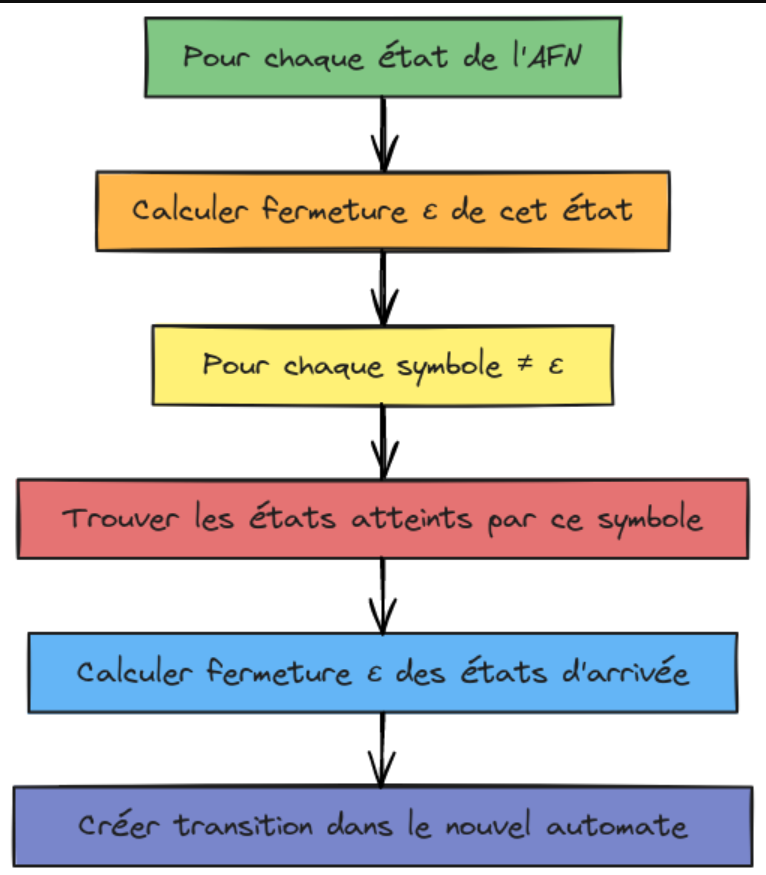 Pour chaque état de l'AFN
Calculer fermeture ε de cet état
Pour chaque symbole ≠ ε
Trouver les états atteints par ce symbole
Calculer fermeture ε des états d'arrivée
Créer transition dans le nouvel automate